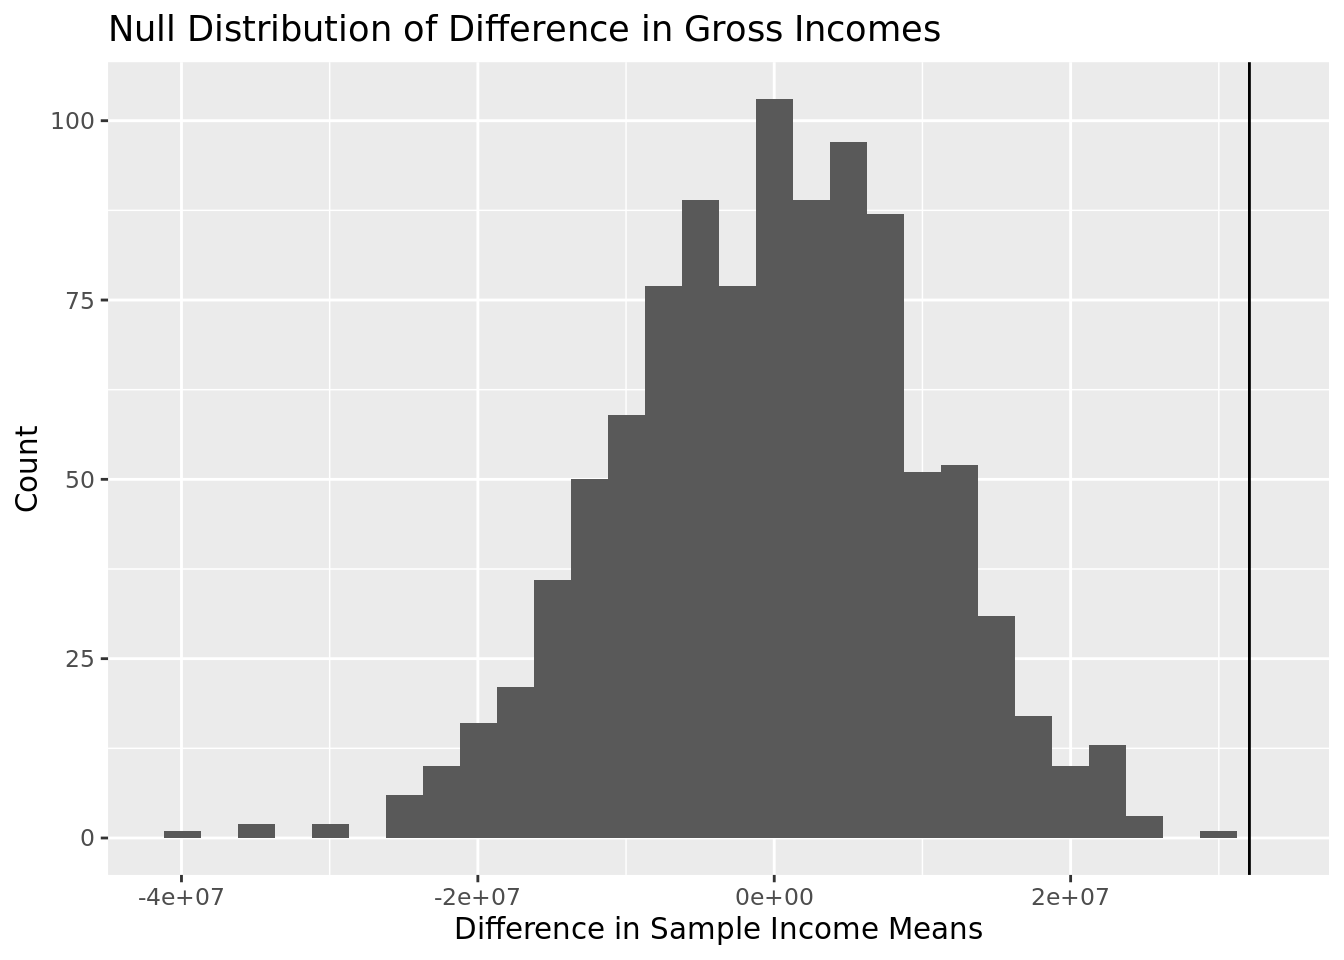 Null Distribution of Difference in Gross Incomes
100
75
50
25
0
Count
-4e+07 -2e+07 0e+00 2e+07
Difference in Sample Income Means